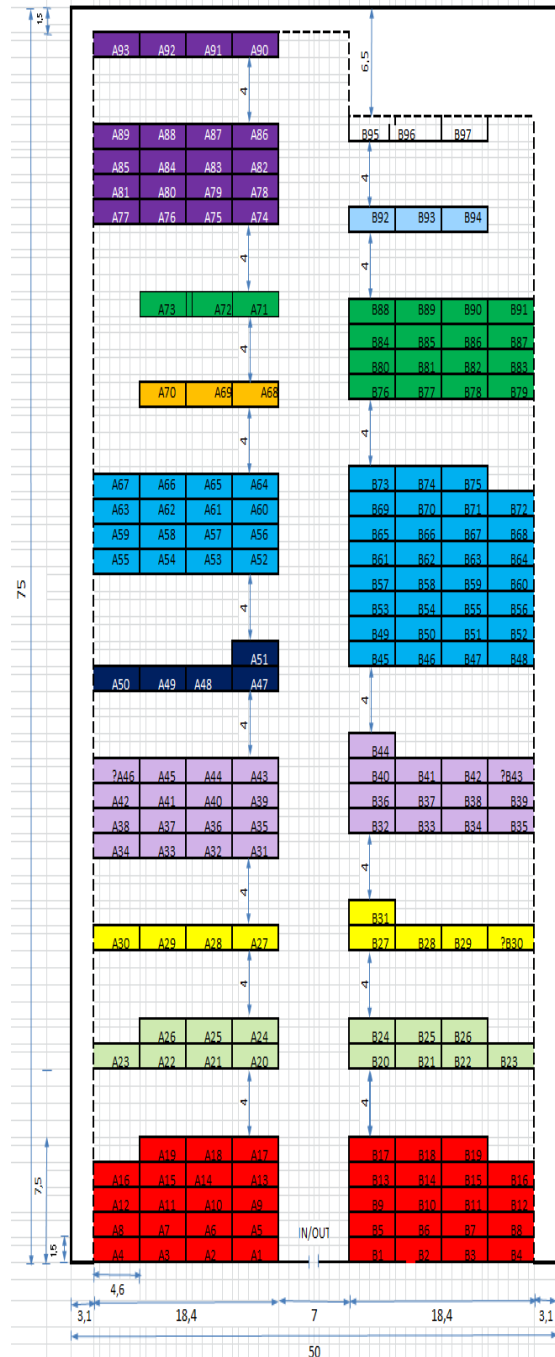 1,5
A93 A92 A91 A90
6.5
4
B95 B96 B97
A89 A88 A87 A86
4
A85 A84 A83 A82
A81 A80 A79 A78
A77 A76 A75 A74
B92 B93 B94
4
4
A73 A72 A71
B88 B89 B90 B91
B84 B85 B86 B87
4
B80 B81 B82 B83
A70 A69 A68
B76 B77 B78 B79
4
4
A67 A66 A65 A64
B73 B74 B75
A63 A62 A61 A60
B69 B70 B71 B72
A59 A58 A57 A56
B65 B66 B67 B68
A55 A54 A53 A52
B61 B62 B63 B64
75
B57 B58 B59 B60
4
B53 B54 B55 B56
B49 B50 B51 B52
A51
B45 B46 B47 B48
A50 A49 A48 A47
4
4
B44
?A46 A45 A44 A43
B40 B41 B42 ?B43
A42 A41 A40 A39
B36 B37 B38 B39
A38 A37 A36 A35
B32 B33 B34 B35
A34 A33 A32 A31
4
4
B31
A30 A29 A28 A27
B27 B28 B29 ?B30
4
4
A26 A25 A24
B24 B25 B26
A23 A22 A21 A20
B20 B21 B22 B23
4
4
A19 A18 A17
B17 B18 B19
7,5
A16 A15 A14 A13
B13 B14 B15 B16
A12 A11 A10 A9
B9 B10 B11 B12
A8 A7 A6 A5
IN/OUT
B5 B6 B7 B8
1,5
A4 A3 A2 A1
B1 B2 B3 B4
4,6
3,1 18,4 7 18,4 3,1
50